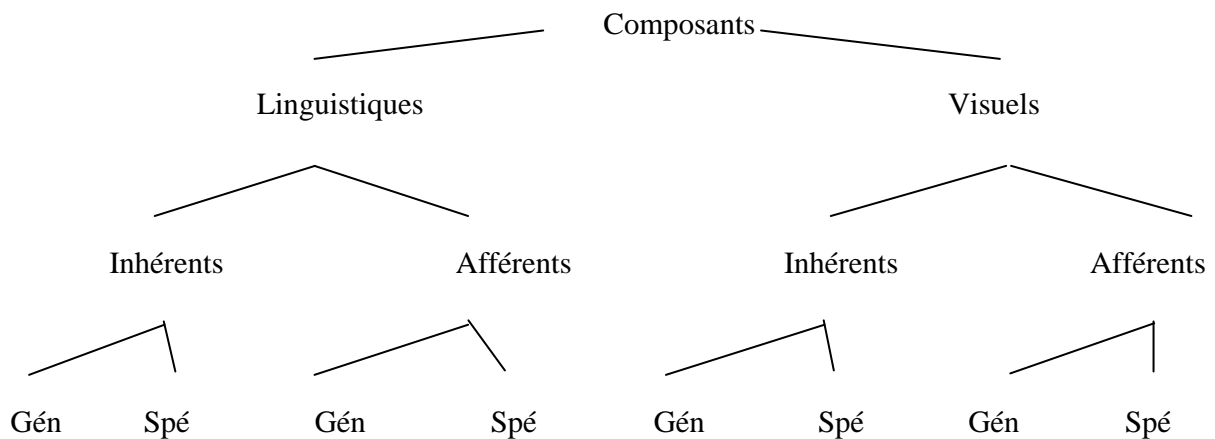 Composants
Linguistiques Visuels
Inhérents Afférents Inhérents Afférents
Gén Spé Gén Spé Gén Spé Gén Spé